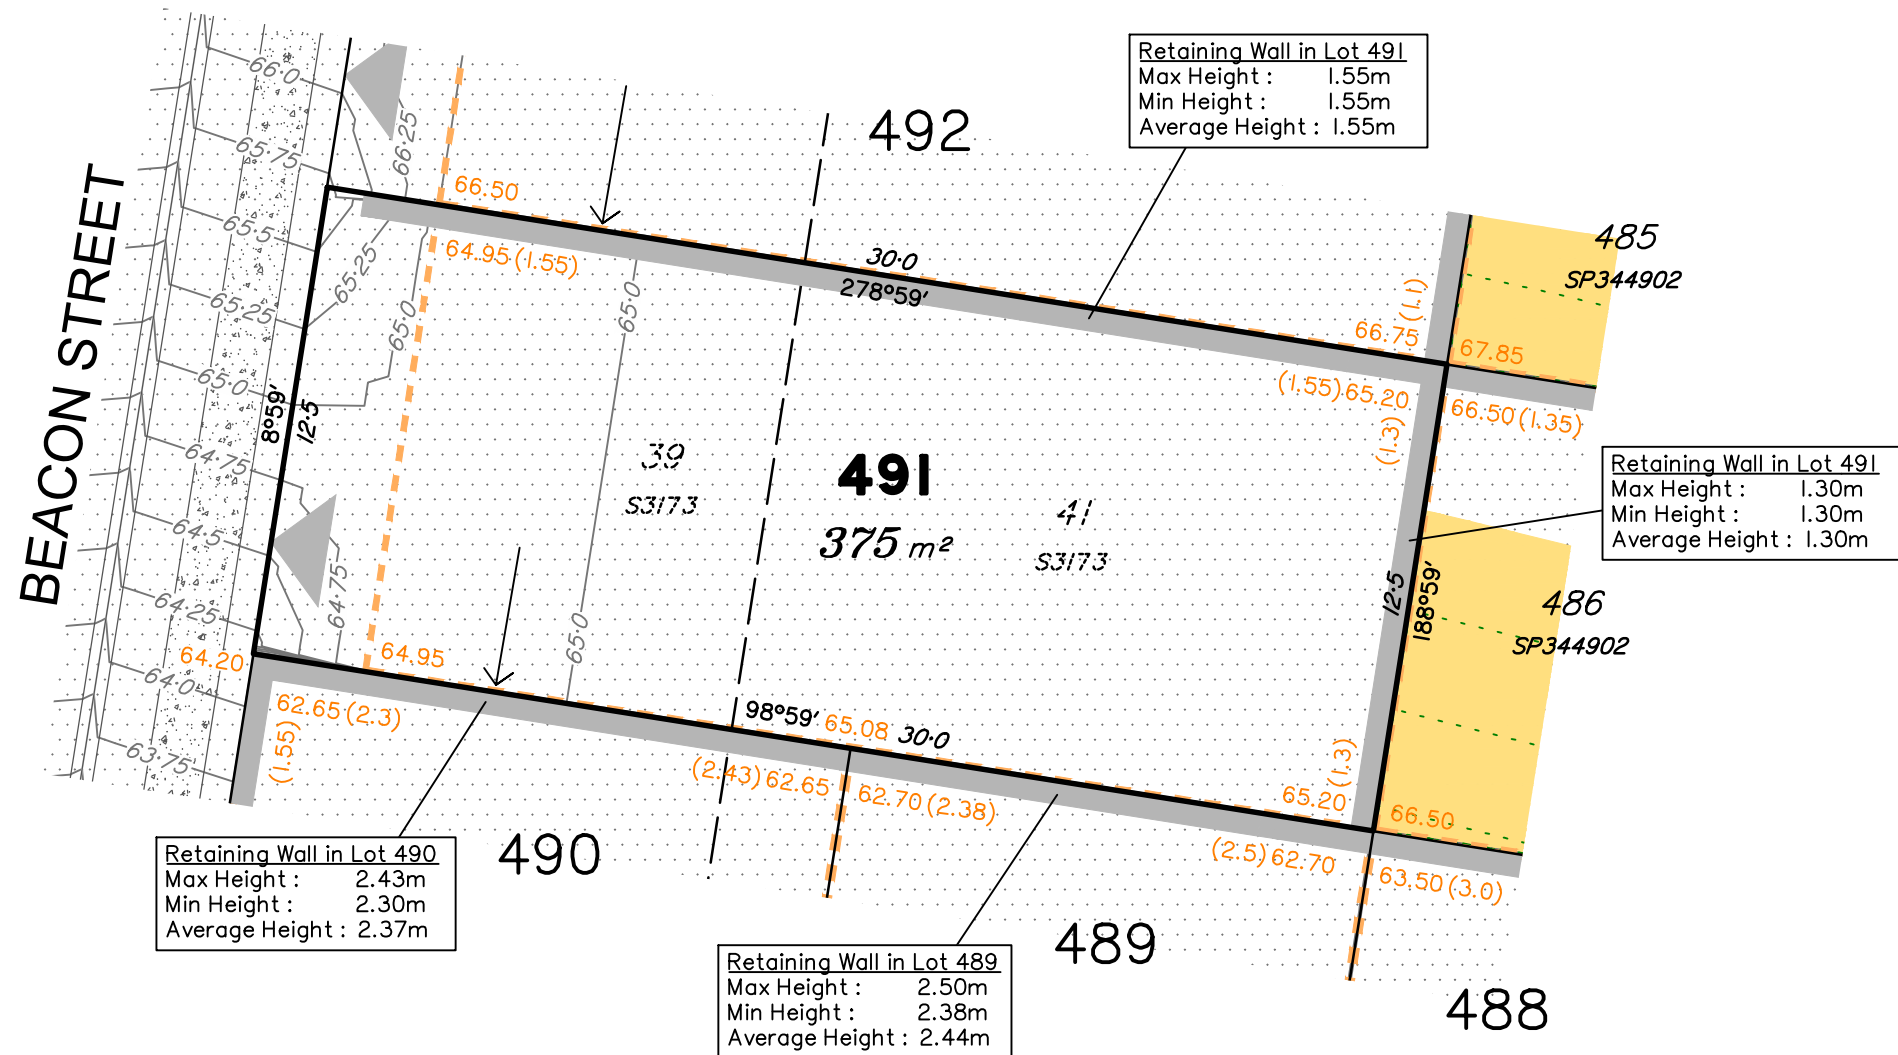 Retaining Wall in Lot 491
Max Height : 1.55m
Min Height : 1.55m
Average Height : 1.55m
492
66·0
66·25
65·75
66.50
65·5
64.95 (1.55)
65·25
65·25
65·0
65·0
30·0
278°59'
485
SP344902
(1.1)
66.75
67.85
(1.55) 65.20
66.50 (1.35)
(1.3)
BEACON STREET
65·0
8°59'
12·5
64·75
39
S3173
491
375 m²
41
S3173
Retaining Wall in Lot 491
Max Height : 1.30m
Min Height : 1.30m
Average Height : 1.30m
64·5
64·75
64·25
65·0
12·5
188°59'
486
SP344902
64.20
64.95
64·0
62.65 (2.3)
(1.55)
63·75
98°59'
65.08
30·0
(2.43) 62.65
62.70 (2.38)
(1.3)
65.20
66.50
(2.5) 62.70
63.50 (3.0)
Retaining Wall in Lot 490
Max Height : 2.43m
Min Height : 2.30m
Average Height : 2.37m
490
489
488
Retaining Wall in Lot 489
Max Height : 2.50m
Min Height : 2.38m
Average Height : 2.44m